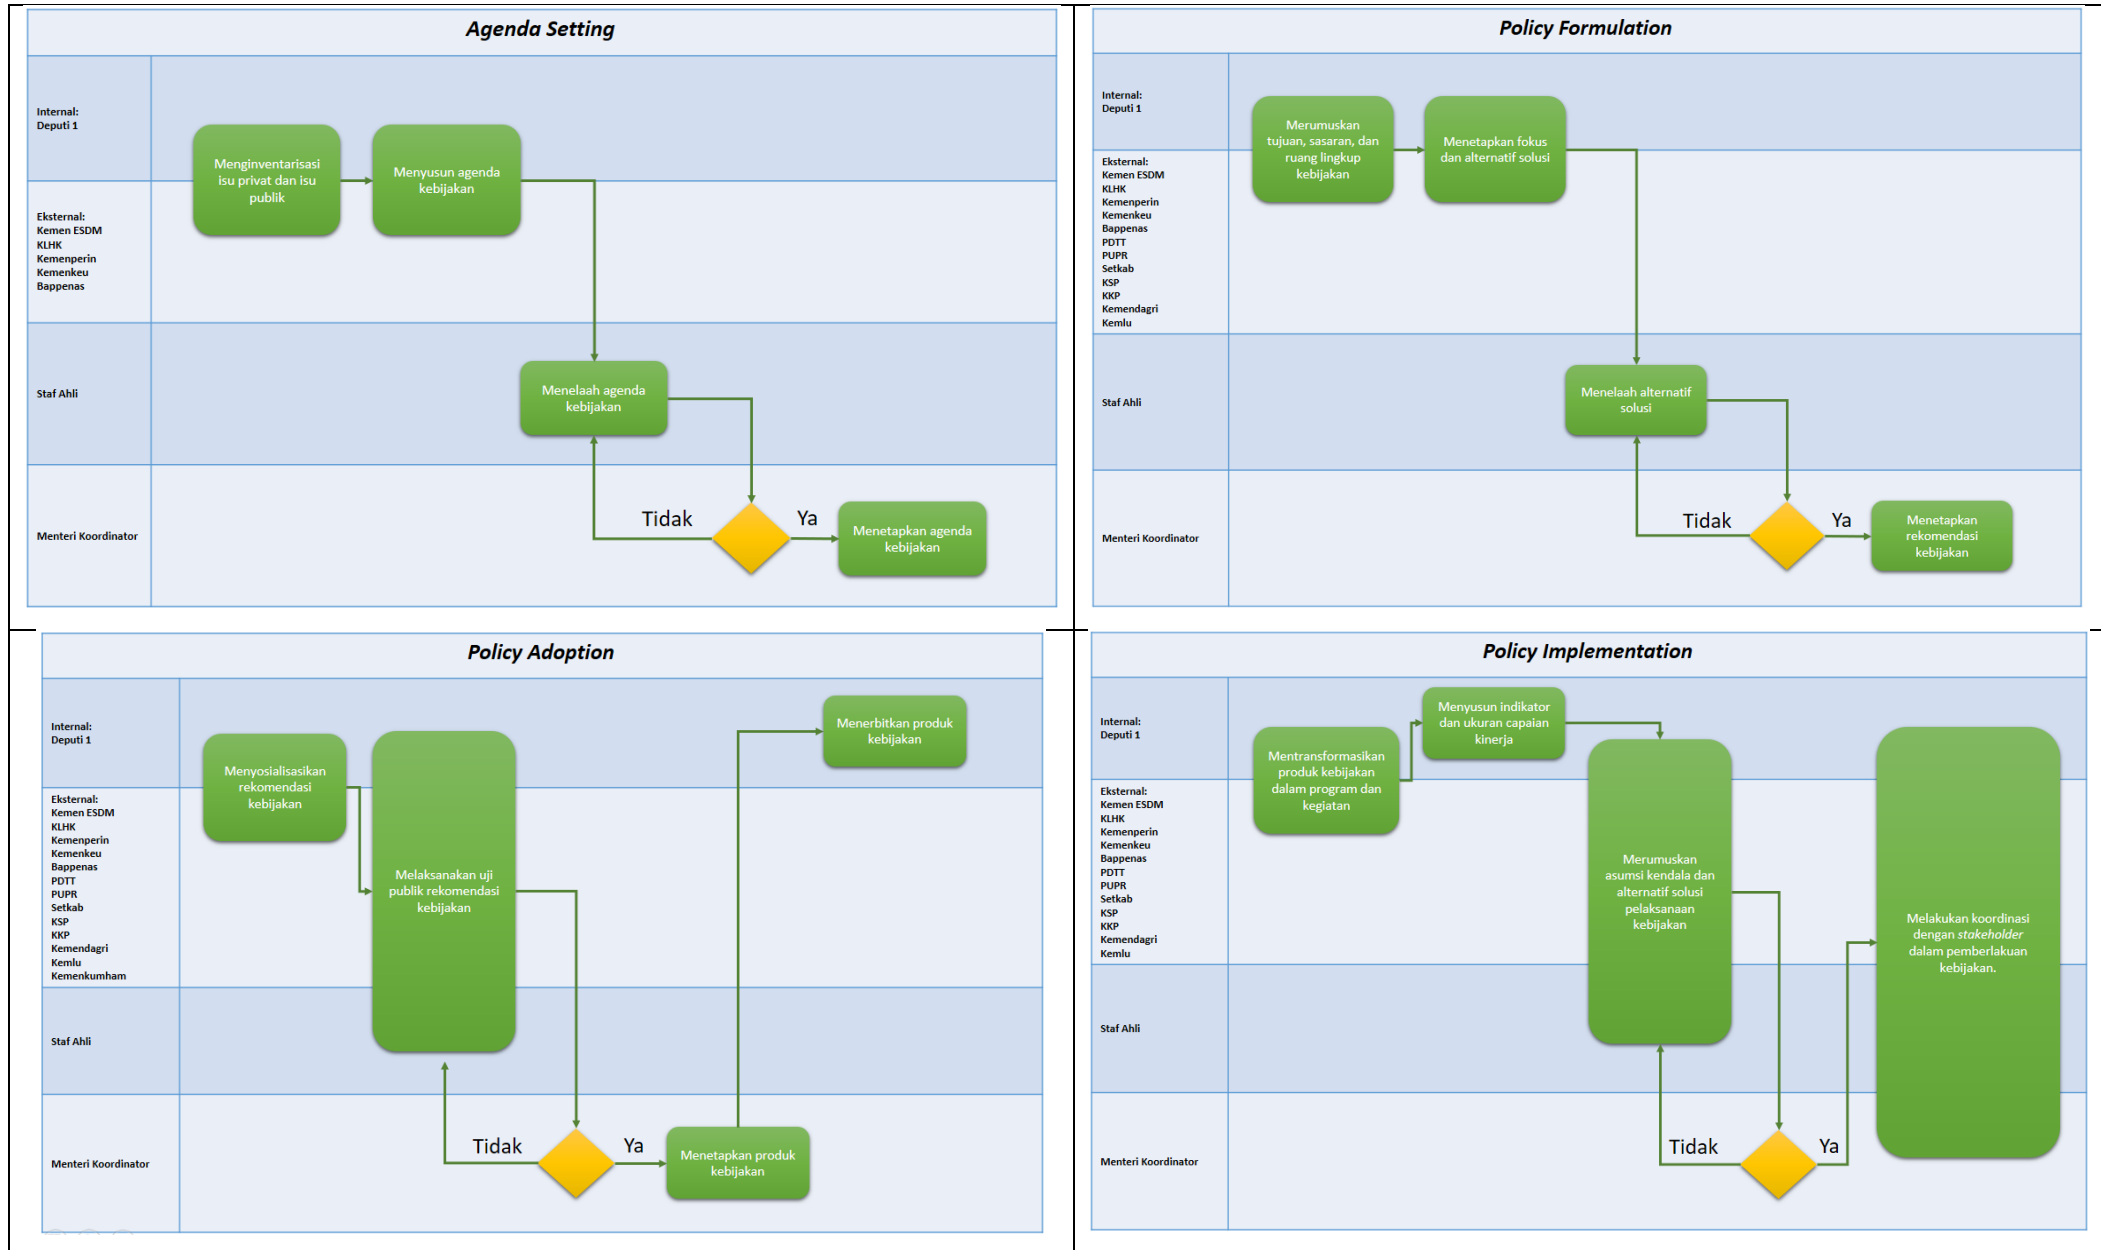 Agenda Setting
Internal:
Deputi 1
Menginventarisasi
isu privat dan isu
publik
Menyusun agenda
kebijakan
Eksternal:
Kemen ESDM
KLHK
Kemenperin
Kemenkeu
Bappenas
Staf Ahli
Menelaah agenda
kebijakan
Menteri Koordinator
Tidak
Ya
Menetapkan agenda
kebijakan
Policy Formulation
Internal:
Deputi 1
Merumuskan
tujuan, sasaran, dan
ruang lingkup
kebijakan
Menetapkan fokus
dan alternatif solusi
Eksternal:
Kemen ESDM
KLHK
Kemenperin
Kemenkeu
Bappenas
PDTT
PUPR
Setkab
KSP
KKP
Kemendagri
Kemlu
Staf Ahli
Menelaah alternatif
solusi
Menteri Koordinator
Tidak
Ya
Menetapkan
rekomendasi
kebijakan
Policy Adoption
Internal:
Deputi 1
Menyosialisasikan
rekomendasi
kebijakan
Menerbitkan produk
kebijakan
Eksternal:
Kemen ESDM
KLHK
Kemenperin
Kemenkeu
Bappenas
PDTT
PUPR
Setkab
KSP
KKP
Kemendagri
Kemlu
Kemenkumham
Melaksanakan uji
publik rekomendasi
kebijakan
Staf Ahli
Menteri Koordinator
Tidak
Ya
Menetapkan produk
kebijakan
Policy Implementation
Internal:
Deputi 1
Mentransformasikan
produk kebijakan
dalam program dan
kegiatan
Menyusun indikator
dan ukuran capaian
kinerja
Eksternal:
Kemen ESDM
KLHK
Kemenperin
Kemenkeu
Bappenas
PDTT
PUPR
Setkab
KSP
KKP
Kemendagri
Kemlu
Merumuskan
asumsi kendala dan
alternatif solusi
pelaksanaan
kebijakan
Melakukan koordinasi
dengan stakeholder
dalam pemberlakuan
kebijakan.
Staf Ahli
Menteri Koordinator
Tidak
Ya